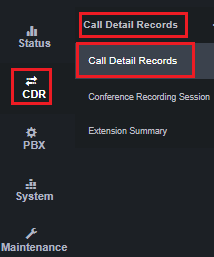 Status
CDR
PBX
System
Maintenance
Call Detail Records
Call Detail Records
Conference Recording Session
Extension Summary